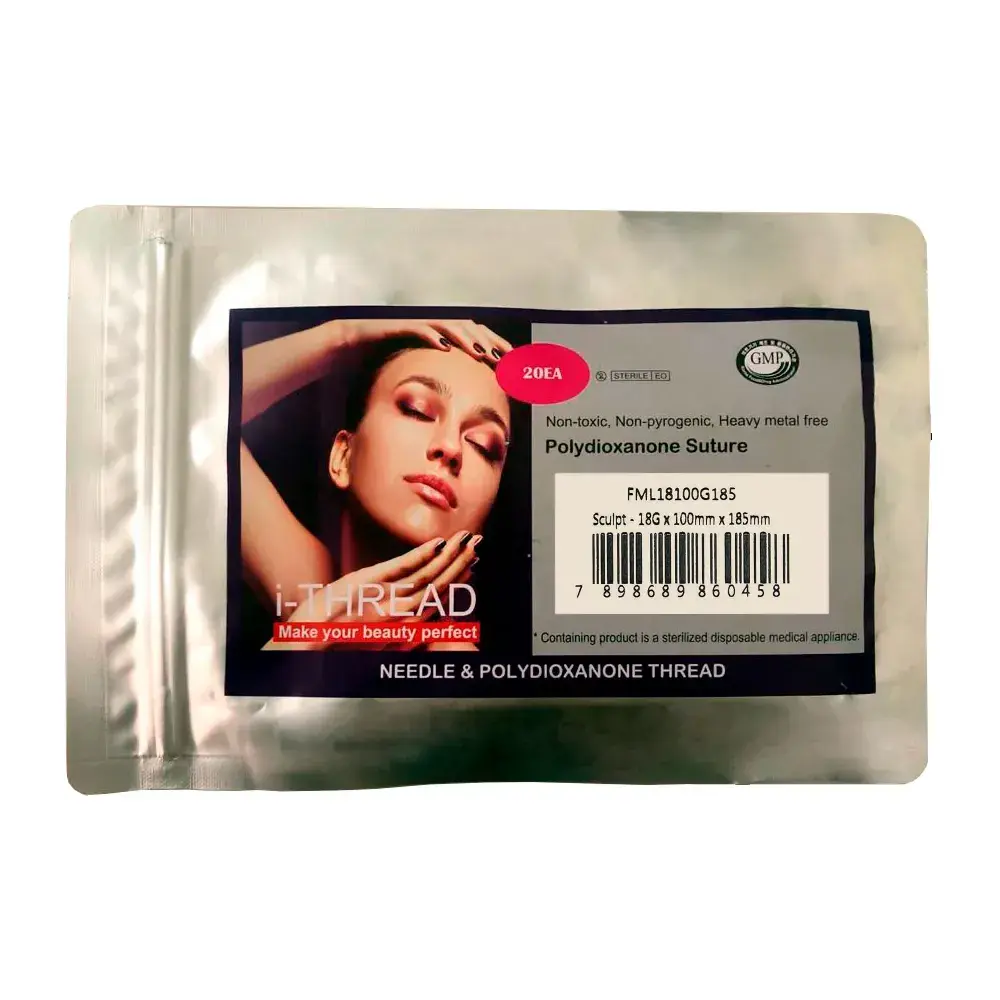 20EA
STERILE EO
GMP
Non-toxic, Non-pyrogenic, Heavy metal free
Polydioxanone Suture
FML18100G185
Sculpt - 18G x 100mm x 185mm
7 898689 860458
i-THREAD
Make your beauty perfect
* Containing product is a sterilized disposable medical appliance.
NEEDLE & POLYDIOXANONE THREAD